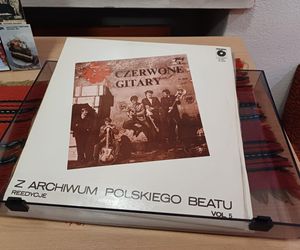 CZERWONE
GITARY
Z ARCHIWUM POLSKIEGO BEATU
REEDYCJE
VOL. 5